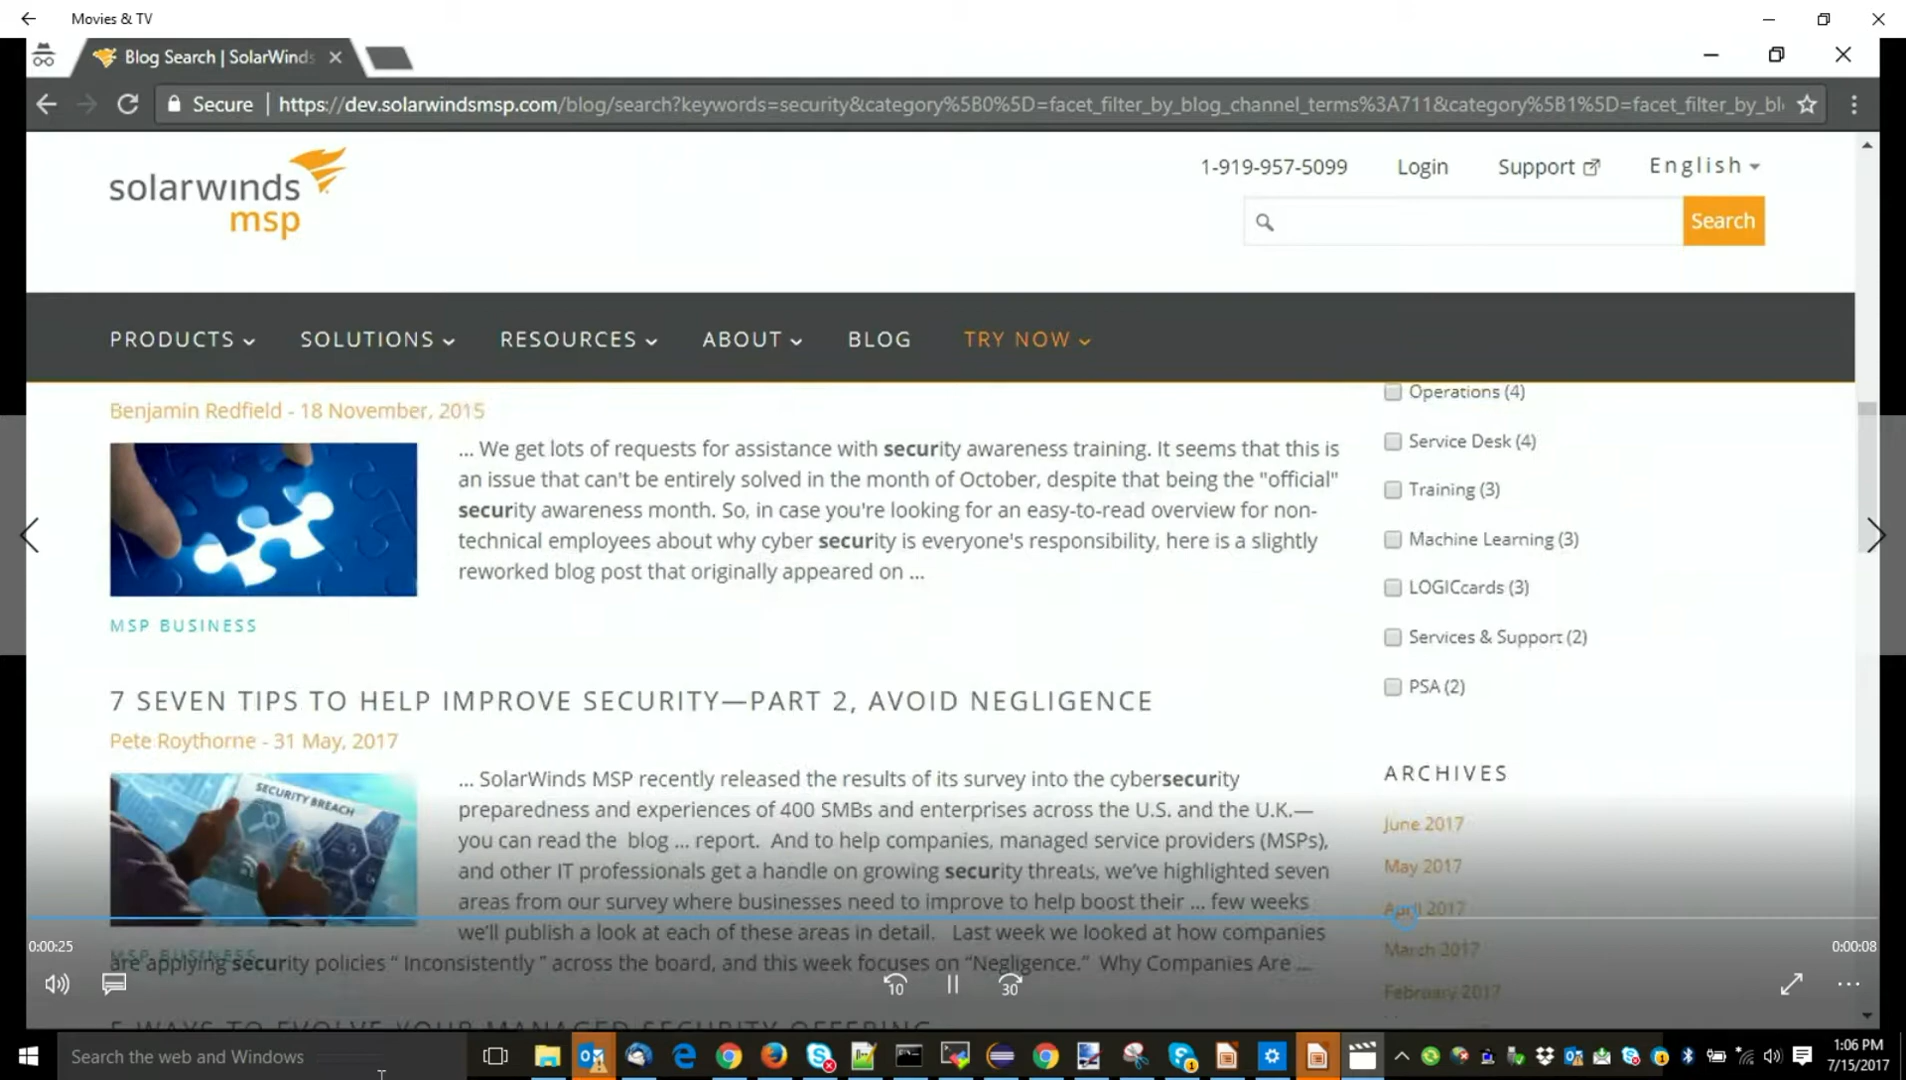 Movies & TV
Blog Search | SolarWinds
Secure | https://dev.solarwindsmsp.com/blog/search?keywords=security&category%5B0%5D=facet_filter_by_blog_channel_terms%3A711&category%5B1%5D=facet_filter_by_bl
solarwinds
msp
1-919-957-5099 Login Support English
Search
PRODUCTS SOLUTIONS RESOURCES ABOUT BLOG TRY NOW
Benjamin Redfield - 18 November, 2015
... We get lots of requests for assistance with security awareness training. It seems that this is
an issue that can't be entirely solved in the month of October, despite that being the "official"
security awareness month. So, in case you're looking for an easy-to-read overview for non-
technical employees about why cyber security is everyone's responsibility, here is a slightly
reworked blog post that originally appeared on ...
MSP BUSINESS
7 SEVEN TIPS TO HELP IMPROVE SECURITY—PART 2, AVOID NEGLIGENCE
Pete Roythorne - 31 May, 2017
SECURITY BREACH
... SolarWinds MSP recently released the results of its survey into the cybersecurity
preparedness and experiences of 400 SMBs and enterprises across the U.S. and the U.K.—
you can read the blog ... report. And to help companies, managed service providers (MSPs),
and other IT professionals get a handle on growing security threats, we've highlighted seven
areas from our survey where businesses need to improve to help boost their ... few weeks
we'll publish a look at each of these areas in detail. Last week we looked at how companies
are applying security policies “ Inconsistently ” across the board, and this week focuses on “Negligence.” Why Companies Are ...
MSP BUSINESS
5 WAYS TO EVOLVE YOUR MANAGED SECURITY OFFERING
Operations (4)
Service Desk (4)
Training (3)
Machine Learning (3)
LOGICcards (3)
Services & Support (2)
PSA (2)
ARCHIVES
June 2017
May 2017
April 2017
March 2017
February 2017
0:00:25
0:00:08
10
30
Search the web and Windows
1:06 PM
7/15/2017